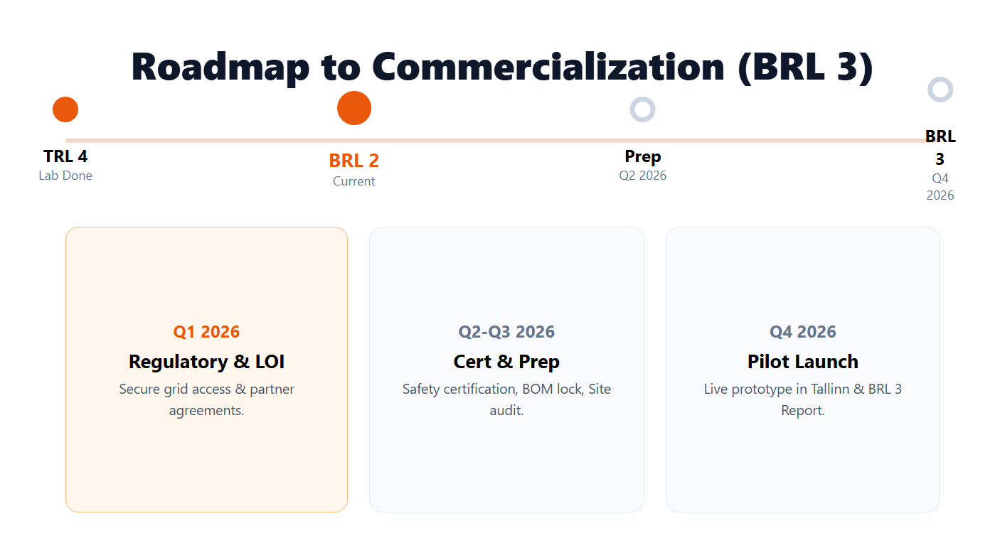 Roadmap to Commercialization (BRL 3)
TRL 4
Lab Done
BRL 2
Current
Prep
Q2 2026
BRL
3
Q4
2026
Q1 2026
Regulatory & LOI
Secure grid access & partner
agreements.
Q2-Q3 2026
Cert & Prep
Safety certification, BOM lock, Site
audit.
Q4 2026
Pilot Launch
Live prototype in Tallinn & BRL 3
Report.